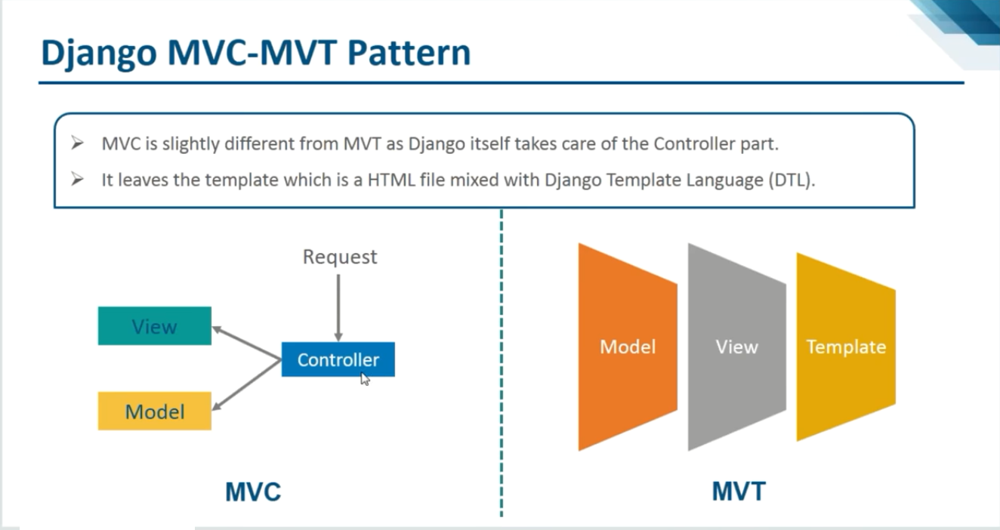 Django MVC-MVT Pattern
MVC is slightly different from MVT as Django itself takes care of the Controller part.
It leaves the template which is a HTML file mixed with Django Template Language (DTL).
Request
View
Controller
Model
MVC
Model
View
Template
MVT